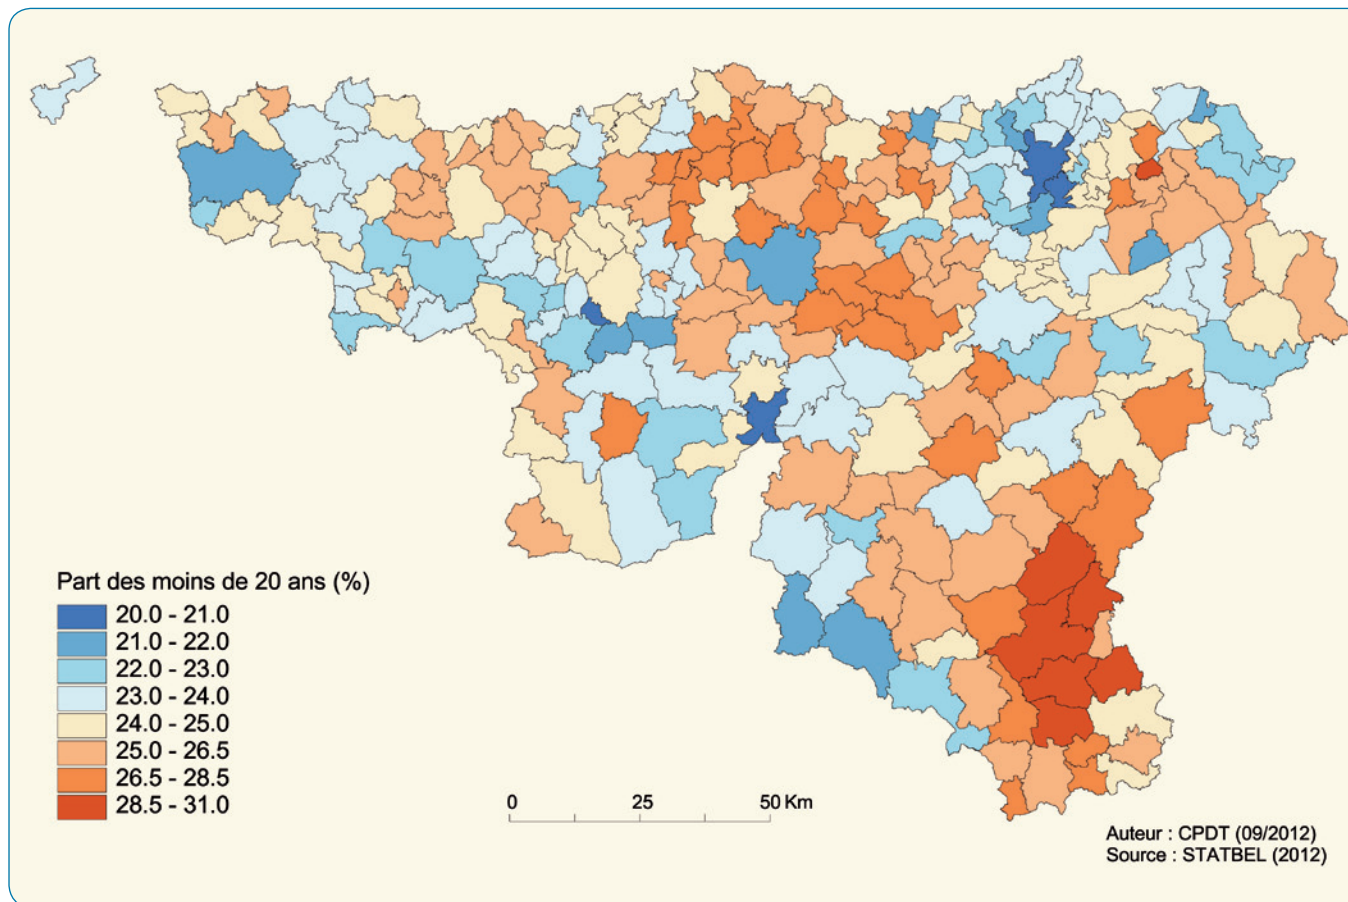 Part des moins de 20 ans (%)
20.0 - 21.0
21.0 - 22.0
22.0 - 23.0
23.0 - 24.0
24.0 - 25.0
25.0 - 26.5
26.5 - 28.5
28.5 - 31.0
0 25 50 Km
Auteur : CPDT (09/2012)
Source : STATBEL (2012)